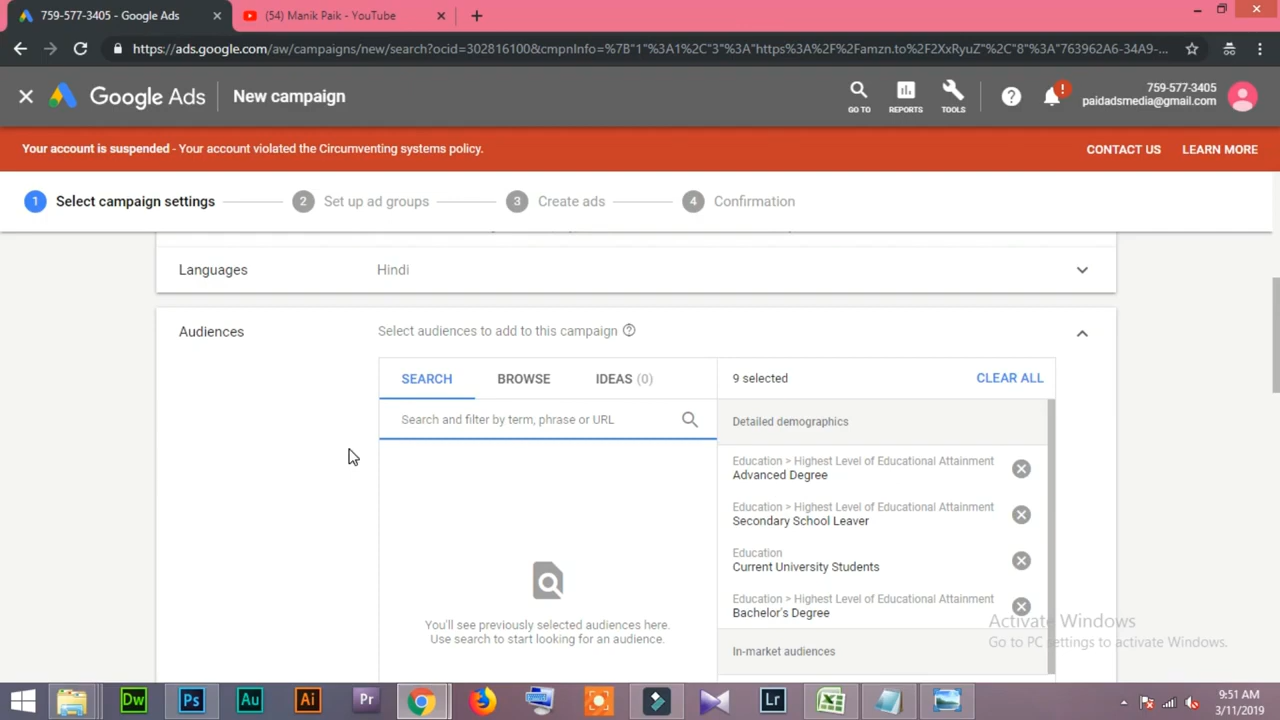 759-577-3405 - Google Ads
(54) Manik Paik - YouTube
https://ads.google.com/aw/campaigns/new/search?ocid=302816100&cmpnInfo=%7B"1"%3A1%2C"3"%3A"https%3A%2F%2Famzn.to%2F2XxRyuZ"%2C"8"%3A"763962A6-34A9-...
Google Ads
New campaign
GO TO
REPORTS
TOOLS
759-577-3405
paidadsmedia@gmail.com
Your account is suspended - Your account violated the Circumventing systems policy.
CONTACT US
LEARN MORE
1 Select campaign settings
2 Set up ad groups
3 Create ads
4 Confirmation
Languages
Hindi
Audiences
Select audiences to add to this campaign
SEARCH
BROWSE
IDEAS (0)
9 selected
CLEAR ALL
Search and filter by term, phrase or URL
Detailed demographics
Education > Highest Level of Educational Attainment
Advanced Degree
Education > Highest Level of Educational Attainment
Secondary School Leaver
Education
Current University Students
Education > Highest Level of Educational Attainment
Bachelor's Degree
You'll see previously selected audiences here.
Use search to start looking for an audience.
In-market audiences
Activate Windows
Go to PC settings to activate Windows.
Dw
Ps
Au
Ai
Pr
Lr
9:51 AM
3/11/2019